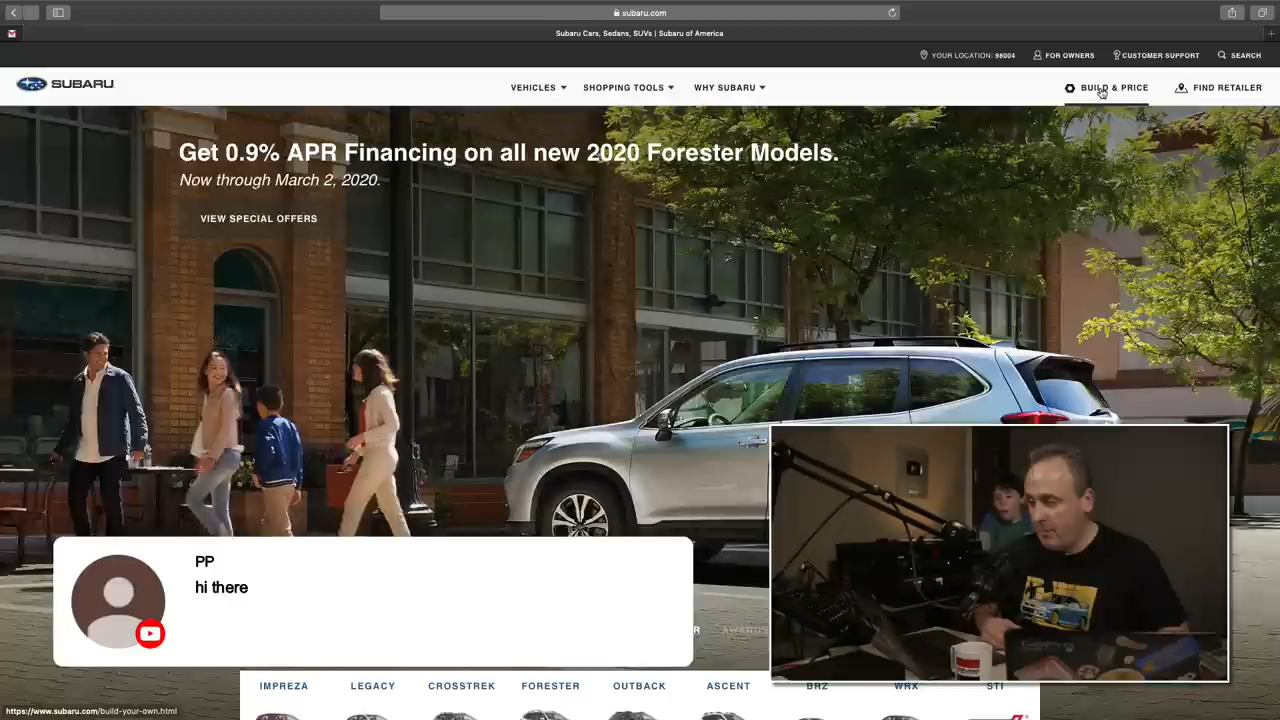 subaru.com
Subaru Cars, Sedans, SUVs | Subaru of America
YOUR LOCATION: 98004
FOR OWNERS
CUSTOMER SUPPORT
SEARCH
SUBARU
VEHICLES
SHOPPING TOOLS
WHY SUBARU
BUILD & PRICE
FIND RETAILER
Get 0.9% APR Financing on all new 2020 Forester Models.
Now through March 2, 2020.
VIEW SPECIAL OFFERS
PP
hi there
AWARDS
IMPREZA
LEGACY
CROSSTREK
FORESTER
OUTBACK
ASCENT
BRZ
WRX
STI
https://www.subaru.com/build-your-own.html